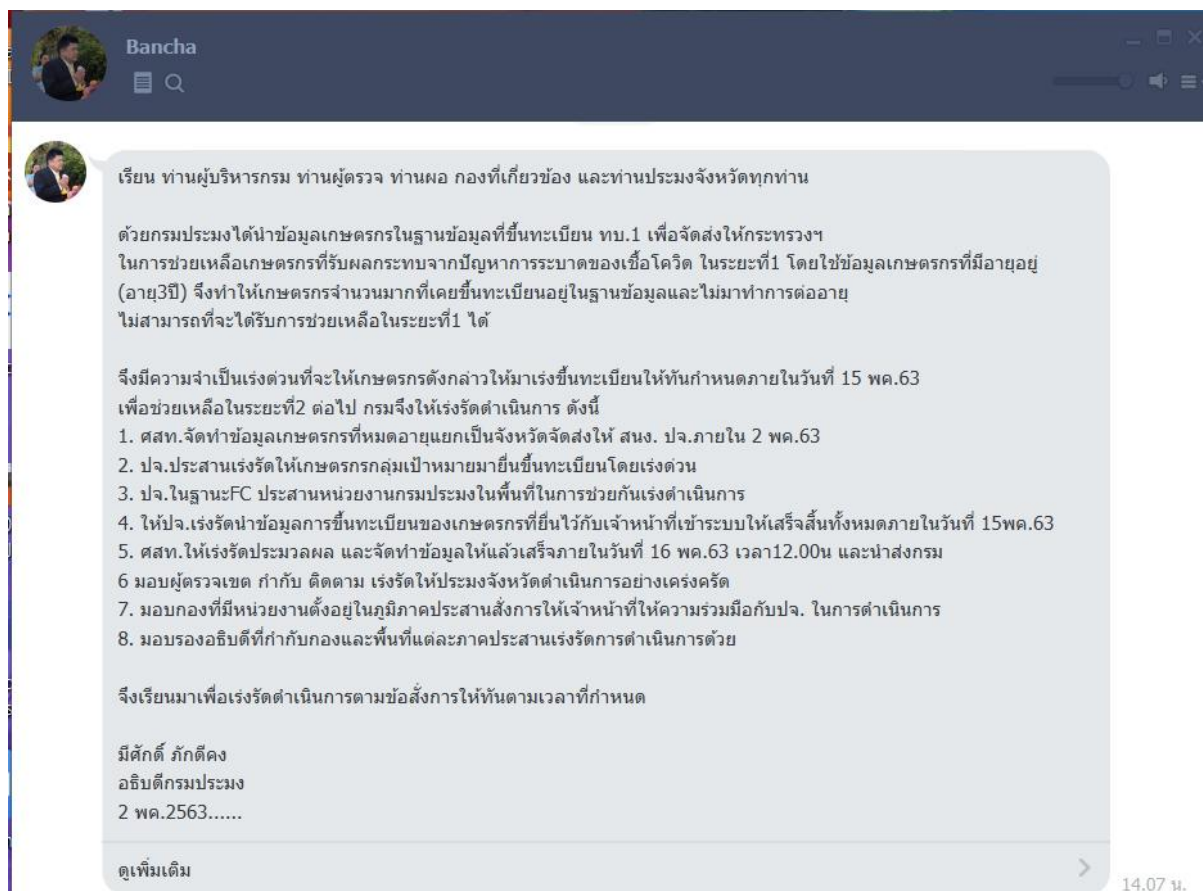 Bancha
เรียน ท่านผู้บริหารกรม ท่านผู้ตรวจ ท่านผอ กองที่เกี่ยวข้อง และท่านประมงจังหวัดทุกท่าน
ด้วยกรมประมงได้นำข้อมูลเกษตรกรในฐานข้อมูลที่ขึ้นทะเบียน ทบ.1 เพื่อจัดส่งให้กระทรวงฯ
ในการช่วยเหลือเกษตรกรที่รับผลกระทบจากปัญหาการระบาดของเชื้อโควิด ในระยะที่1 โดยใช้ข้อมูลเกษตรกรที่มีอายุอยู่
(อายุ3ปี) จึงทำให้เกษตรกรจำนวนมากที่เคยขึ้นทะเบียนอยู่ในฐานข้อมูลและไม่มาทำการต่ออายุ
ไม่สามารถที่จะได้รับการช่วยเหลือในระยะที่1 ได้
จึงมีความจำเป็นเร่งด่วนที่จะให้เกษตรกรดังกล่าวให้มาเร่งขึ้นทะเบียนให้ทันกำหนดภายในวันที่ 15 พค.63
เพื่อช่วยเหลือในระยะที่2 ต่อไป กรมจึงให้เร่งรัดดำเนินการ ดังนี้
1. ศสท.จัดทำข้อมูลเกษตรกรที่หมดอายุแยกเป็นจังหวัดจัดส่งให้ สนง. ปจ.ภายใน 2 พค.63
2. ปจ.ประสานเร่งรัดให้เกษตรกรกลุ่มเป้าหมายมายื่นขึ้นทะเบียนโดยเร่งด่วน
3. ปจ.ในฐานะFC ประสานหน่วยงานกรมประมงในพื้นที่ในการช่วยกันเร่งดำเนินการ
4. ให้ปจ.เร่งรัดนำข้อมูลการขึ้นทะเบียนของเกษตรกรที่ยื่นไว้กับเจ้าหน้าที่เข้าระบบให้เสร็จสิ้นทั้งหมดภายในวันที่ 15พค.63
5. ศสท.ให้เร่งรัดประมวลผล และจัดทำข้อมูลให้แล้วเสร็จภายในวันที่ 16 พค.63 เวลา12.00น และนำส่งกรม
6 มอบผู้ตรวจเขต กำกับ ติดตาม เร่งรัดให้ประมงจังหวัดดำเนินการอย่างเคร่งครัด
7. มอบกองที่มีหน่วยงานตั้งอยู่ในภูมิภาคประสานสั่งการให้เจ้าหน้าที่ให้ความร่วมมือกับปจ. ในการดำเนินการ
8. มอบรองอธิบดีที่กำกับกองและพื้นที่แต่ละภาคประสานเร่งรัดการดำเนินการด้วย
จึงเรียนมาเพื่อเร่งรัดดำเนินการตามข้อสั่งการให้ทันตามเวลาที่กำหนด
มีศักดิ์ ภักดีคง
อธิบดีกรมประมง
2 พค.2563......
ดูเพิ่มเติม
14.07 น.